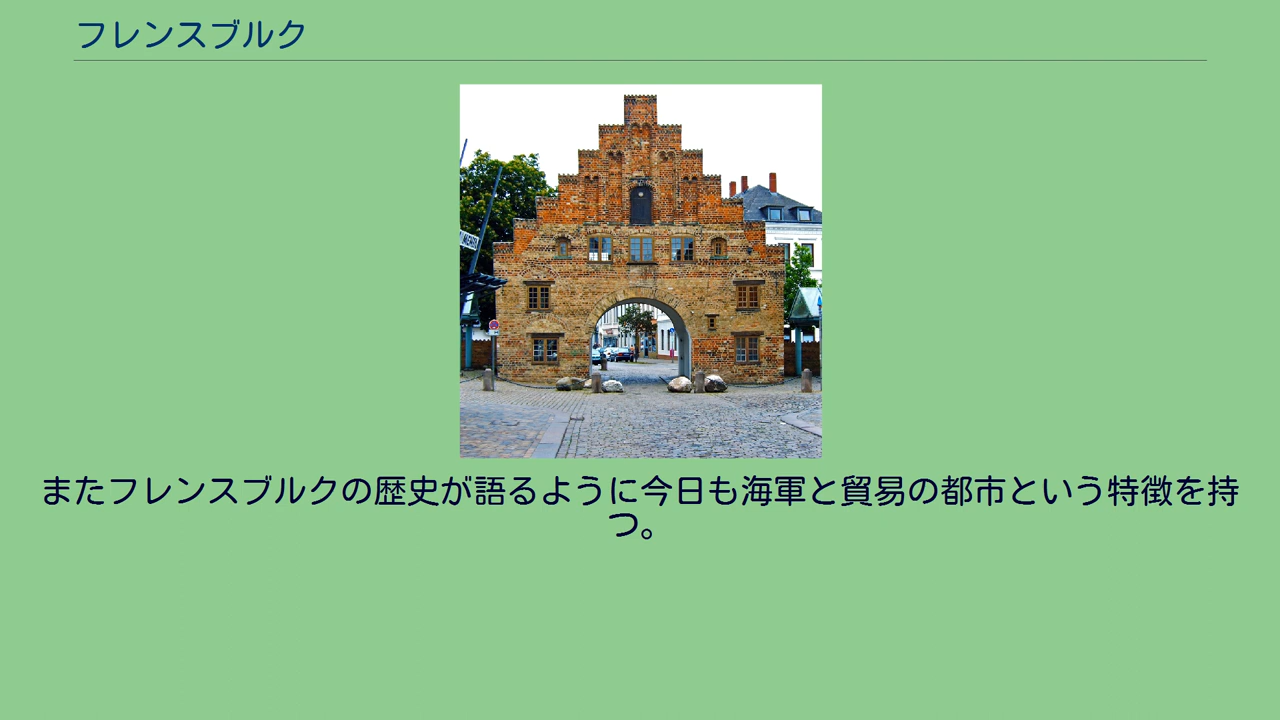 フレンスブルク
またフレンスブルクの歴史が語るように今日も海軍と貿易の都市という特徴を持
つ。